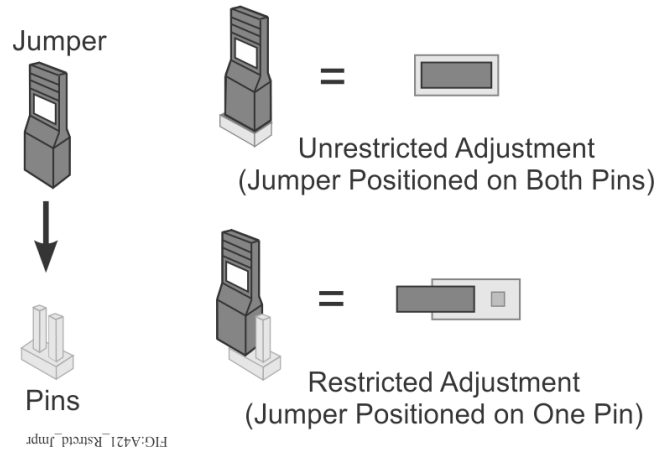 Jumper
=
Unrestricted Adjustment
(Jumper Positioned on Both Pins)
=
Pins
Restricted Adjustment
(Jumper Positioned on One Pin)
FIG:A421_Rstrctd_Jmpr